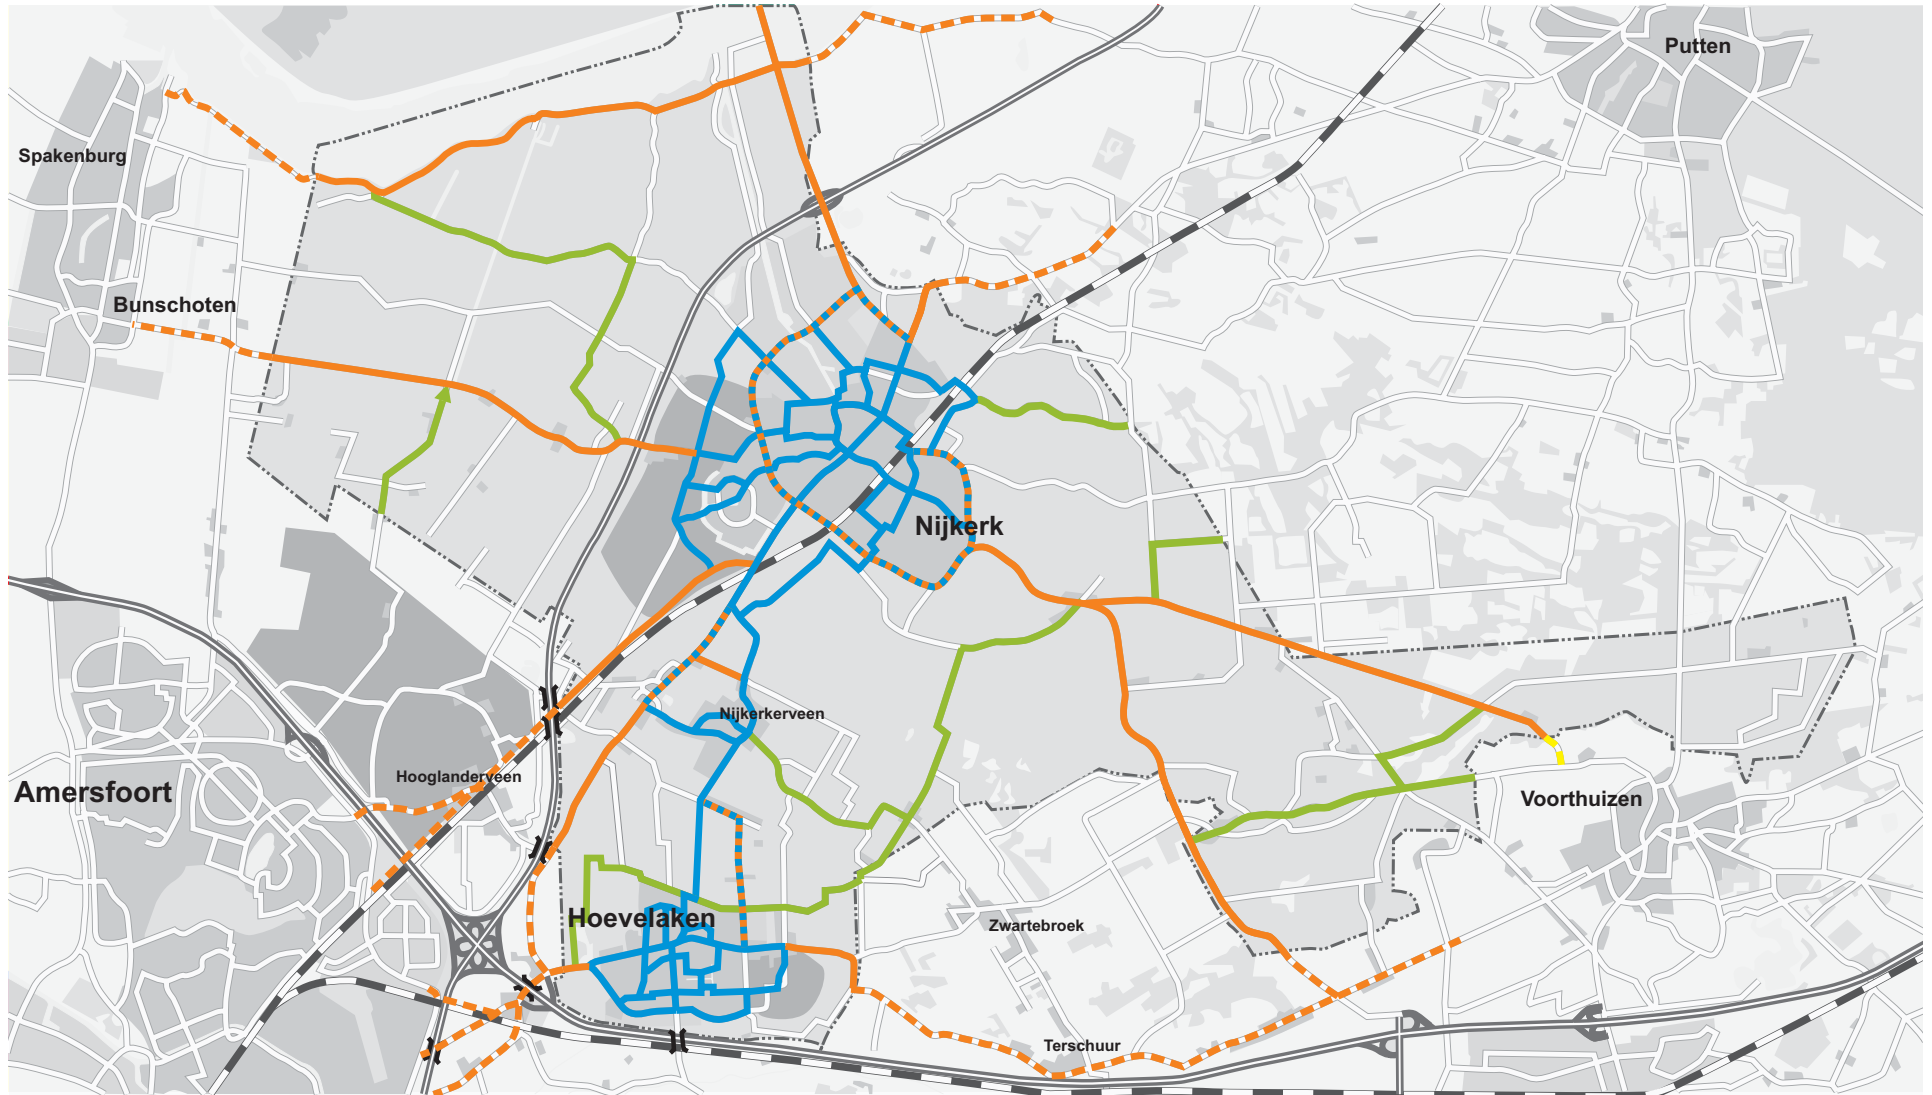 Putten
Spakenburg
Bunschoten
Nijkerk
Nijkerkerveen
Hooglanderveen
Amersfoort
Voorthuizen
Hoevelaken
Zwartebroek
Terschuur